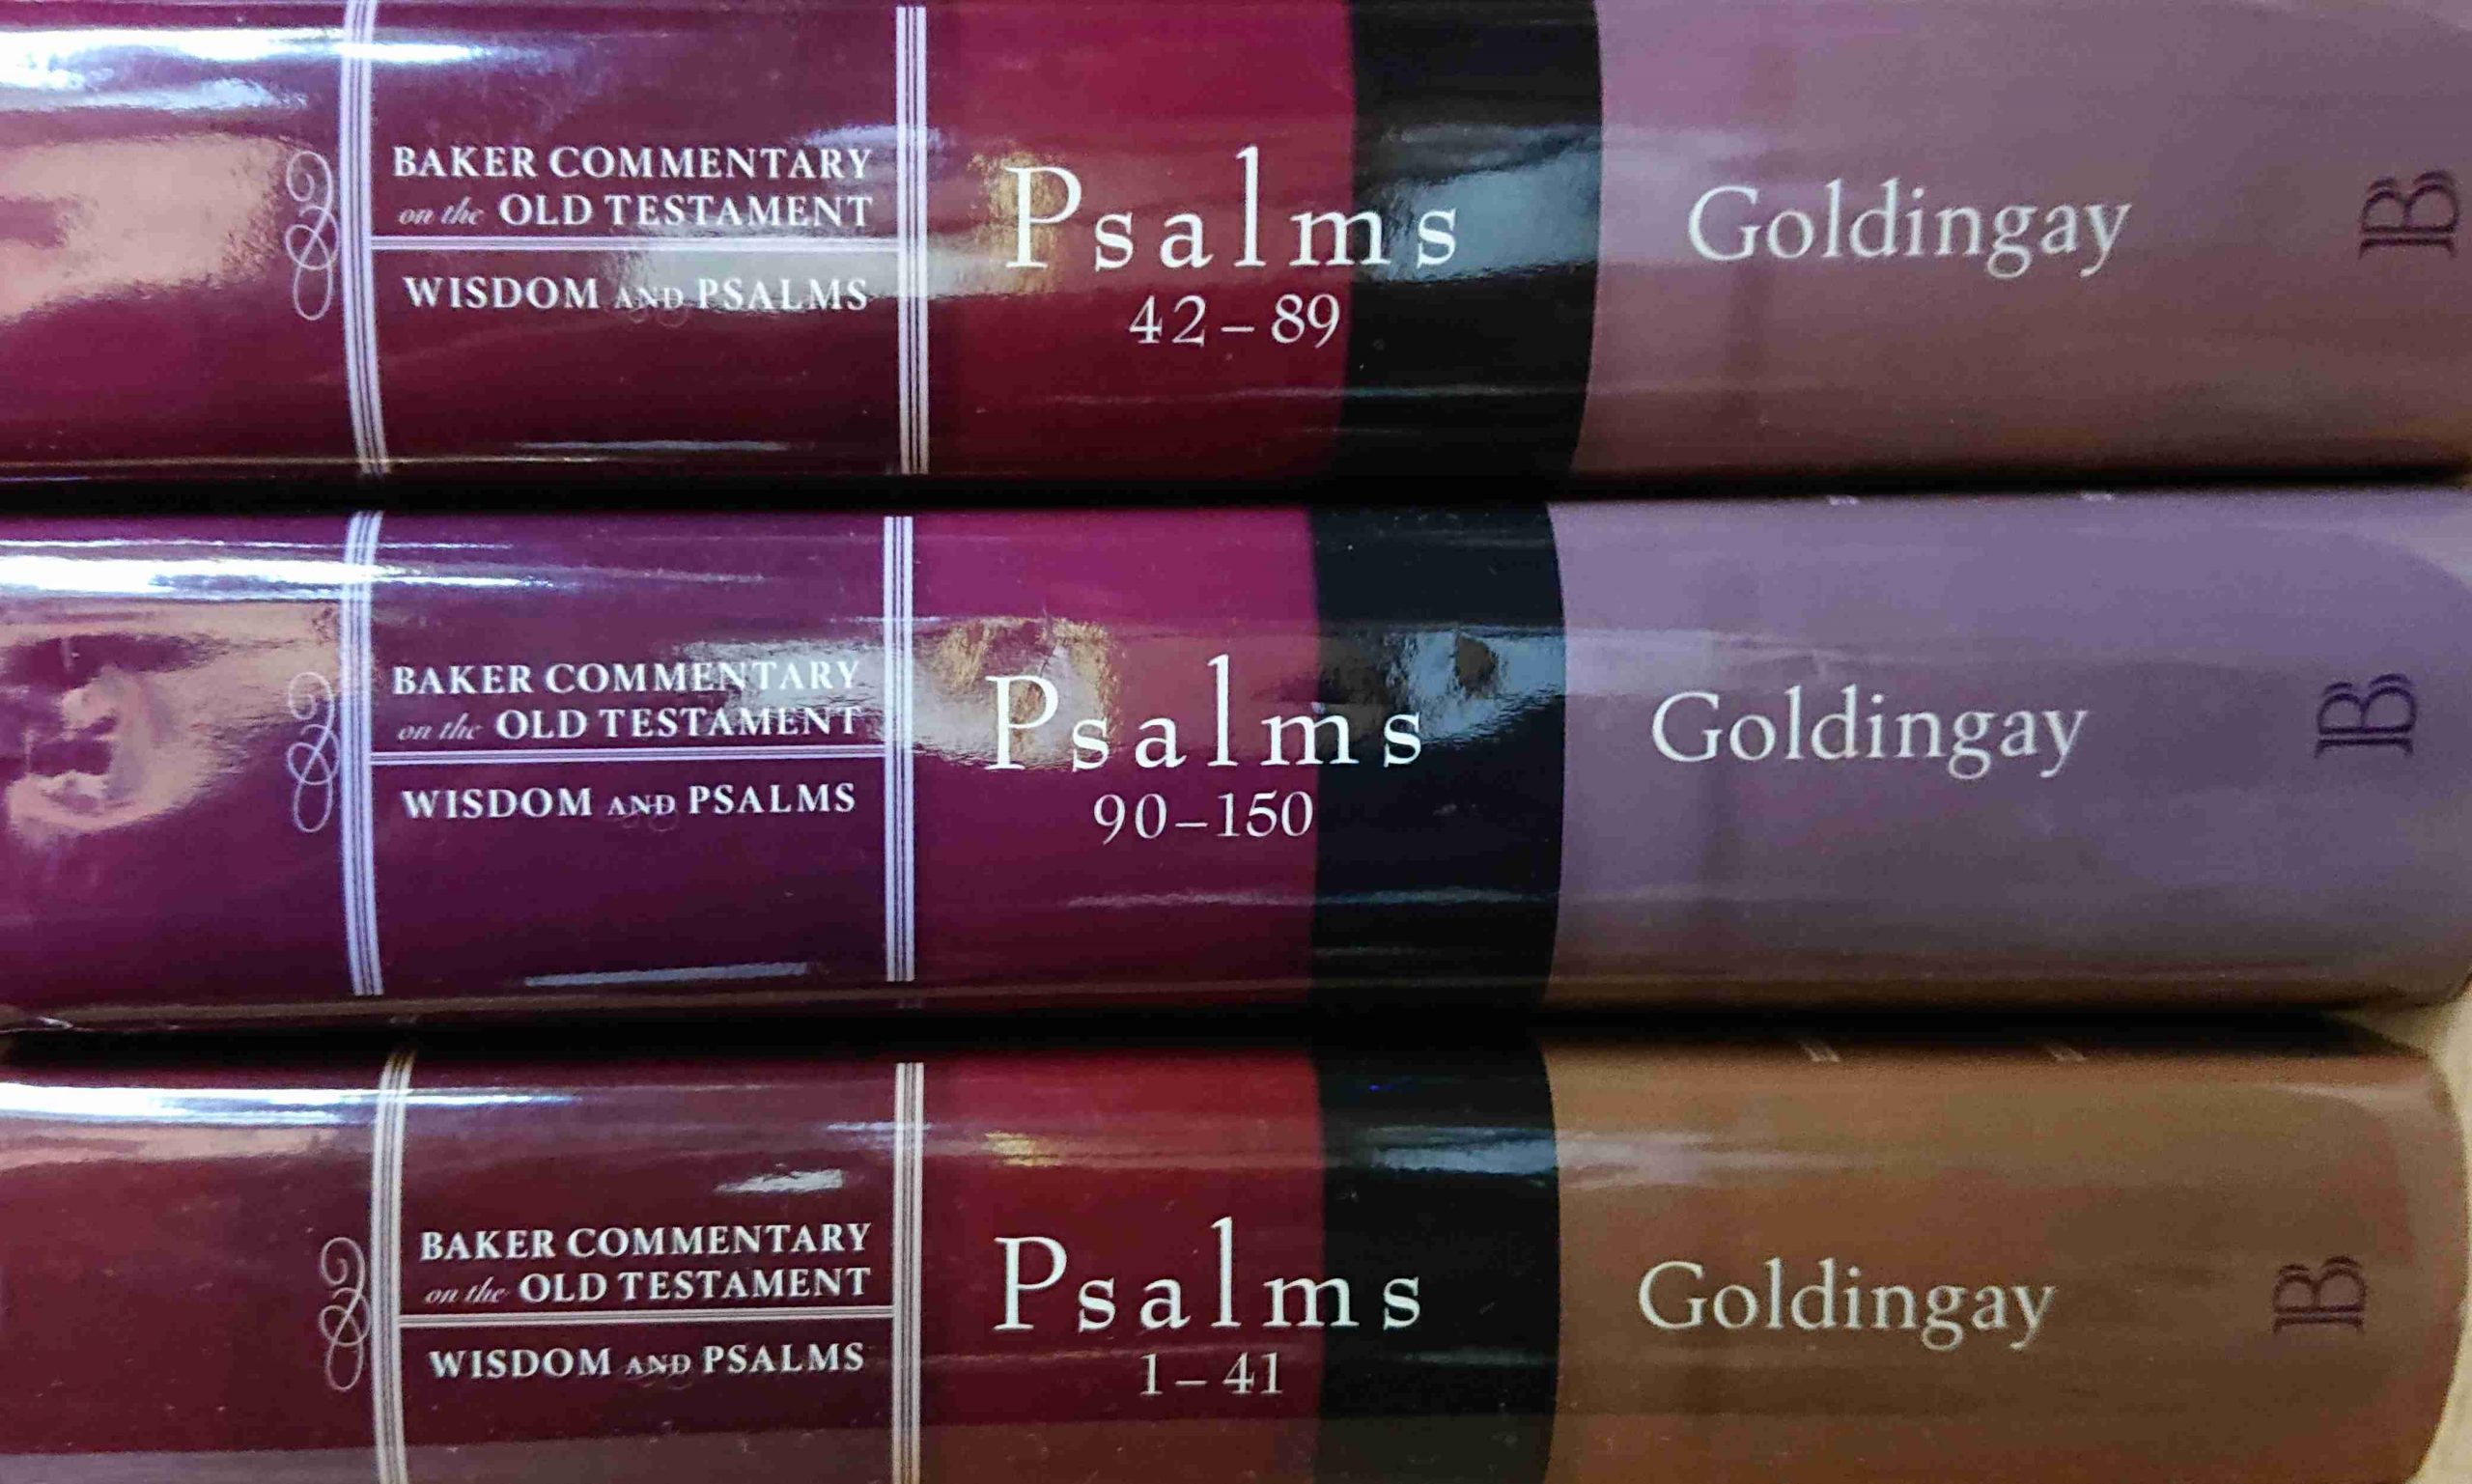 BAKER COMMENTARY
on the OLD TESTAMENT
WISDOM AND PSALMS
Psalms
42–89
Goldingay
B
BAKER COMMENTARY
on the OLD TESTAMENT
WISDOM AND PSALMS
Psalms
90–150
Goldingay
B
BAKER COMMENTARY
on the OLD TESTAMENT
WISDOM AND PSALMS
Psalms
1–41
Goldingay
B